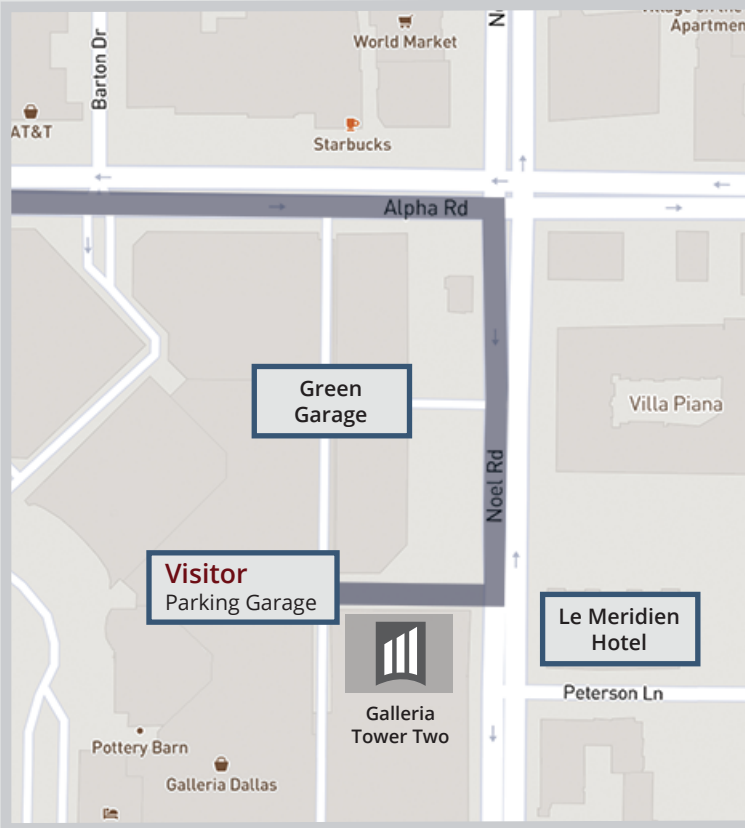 World Market
Apartmen
Barton Dr
AT&T
Starbucks
Alpha Rd
Green
Garage
Villa Piana
Noel Rd
Visitor
Parking Garage
Le Meridien
Hotel
Peterson Ln
Galleria
Tower Two
Pottery Barn
Galleria Dallas